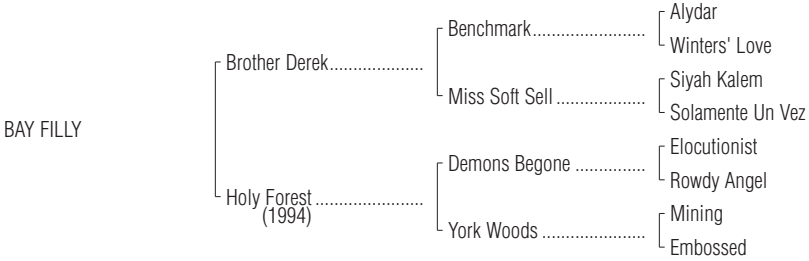 Alydar
Benchmark........................
Winters' Love
Brother Derek....................
Siyah Kalem
Miss Soft Sell ...................
Solamente Un Vez
BAY FILLY
Elocutionist
Demons Begone ...............
Rowdy Angel
Holy Forest .......................
(1994)
Mining
York Woods ......................
Embossed